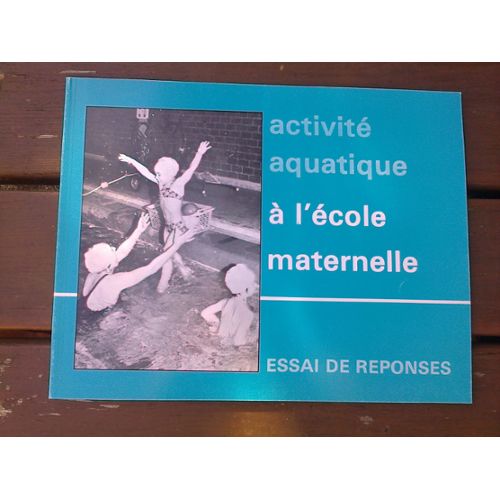 activité
aquatique
à l'école
maternelle
ESSAI DE REPONSES